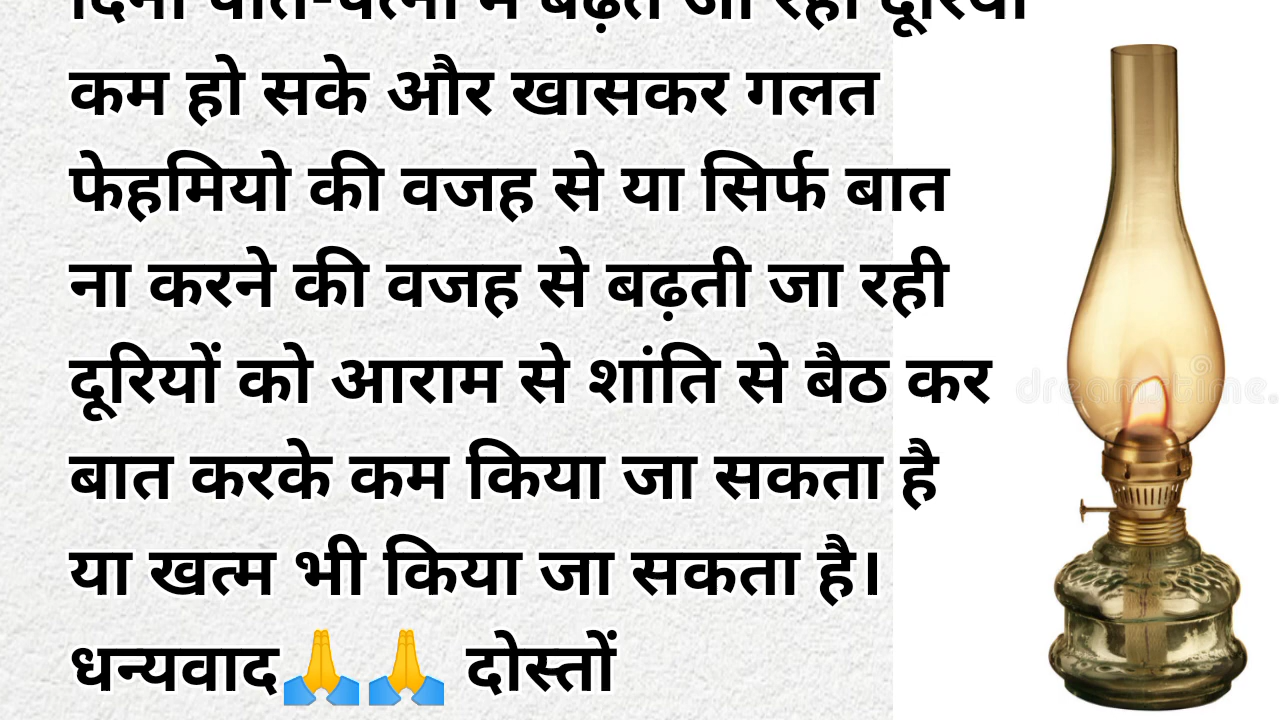 कम हो सके और खासकर गलत
फेहमियो की वजह से या सिर्फ बात
ना करने की वजह से बढ़ती जा रही
दूरियों को आराम से शांति से बैठ कर
बात करके कम किया जा सकता है
या खत्म भी किया जा सकता है।
धन्यवाद🙏🙏 दोस्तों